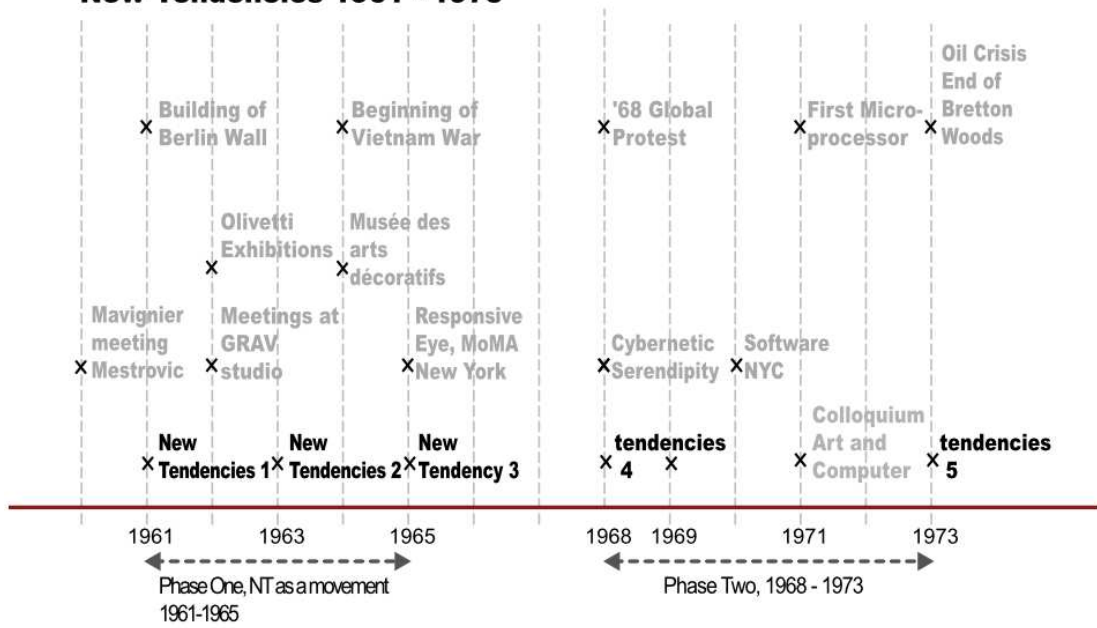 New Tendencies 1961 - 1973
Oil Crisis
End of
Bretton
Woods
Building of
Berlin Wall
Beginning of
Vietnam War
'68 Global
Protest
First Micro-
processor
Olivetti
Exhibitions
Musée des
arts
décoratifs
Mavignier
meeting
Mestrovic
Meetings at
GRAV
studio
Responsive
Eye, MoMA
New York
Cybernetic
Serendipity
Software
NYC
Colloquium
Art and
Computer
New
Tendencies 1
New
Tendencies 2
New
Tendency 3
tendencies
4
tendencies
5
1961
1963
1965
1968
1969
1971
1973
Phase One, NT as a movement
1961-1965
Phase Two, 1968 - 1973